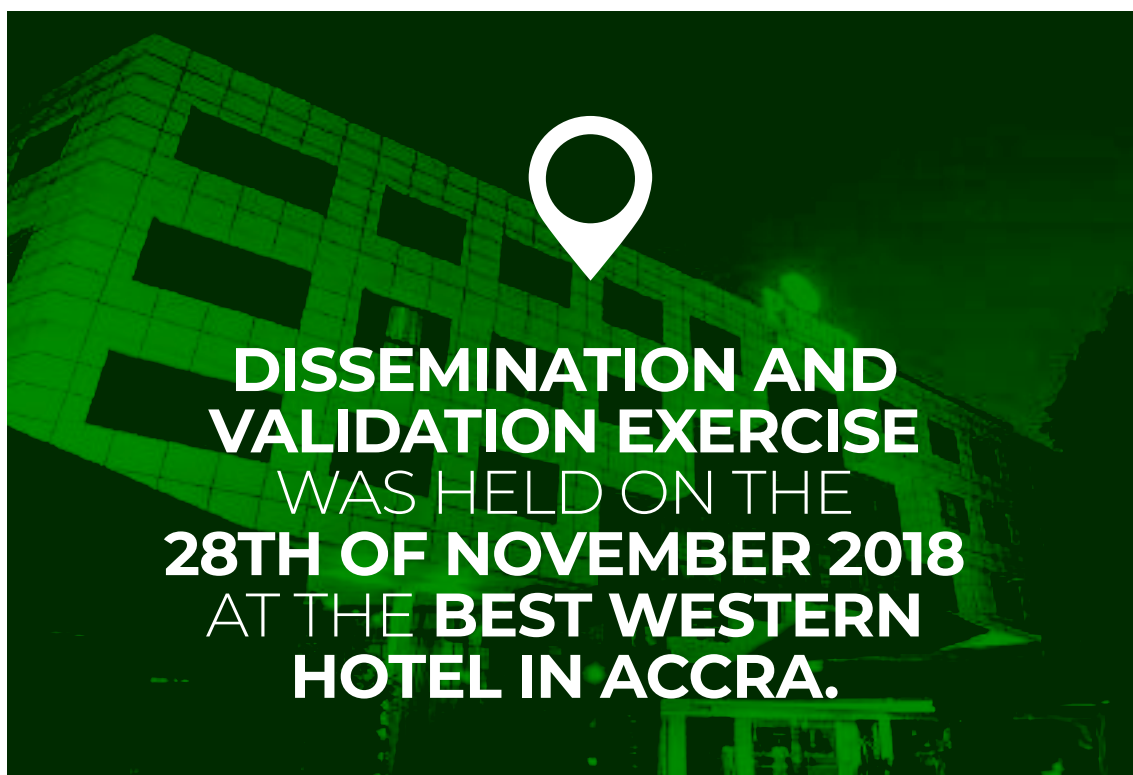 DISSEMINATION AND
VALIDATION EXERCISE
WAS HELD ON THE
28TH OF NOVEMBER 2018
AT THE BEST WESTERN
HOTEL IN ACCRA.